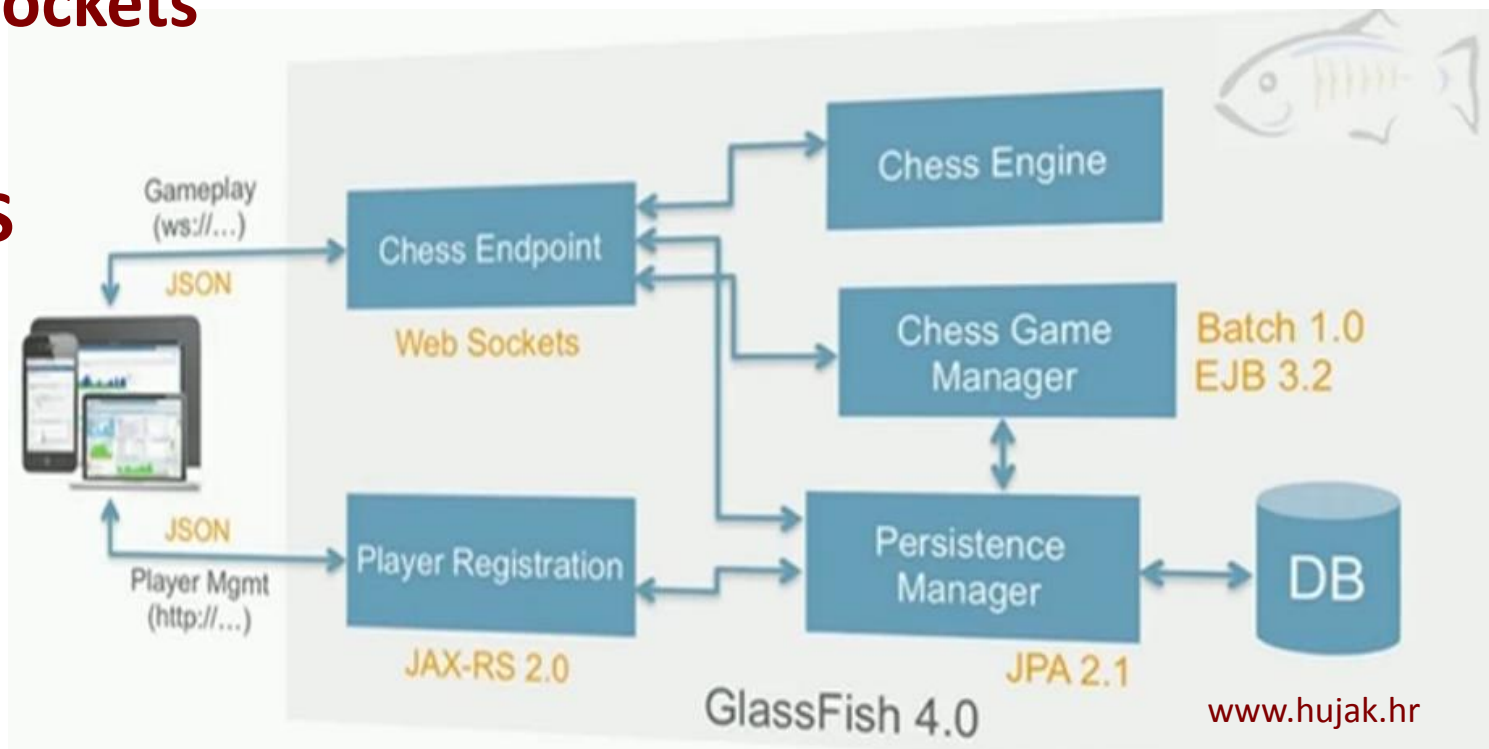 ockets
s
Gameplay
(ws://...)
JSON
Chess Endpoint
Web Sockets
Chess Engine
Chess Game
Manager
Batch 1.0
EJB 3.2
JSON
Player Mgmt
(http://...)
Player Registration
JAX-RS 2.0
Persistence
Manager
JPA 2.1
DB
GlassFish 4.0
www.hujak.hr